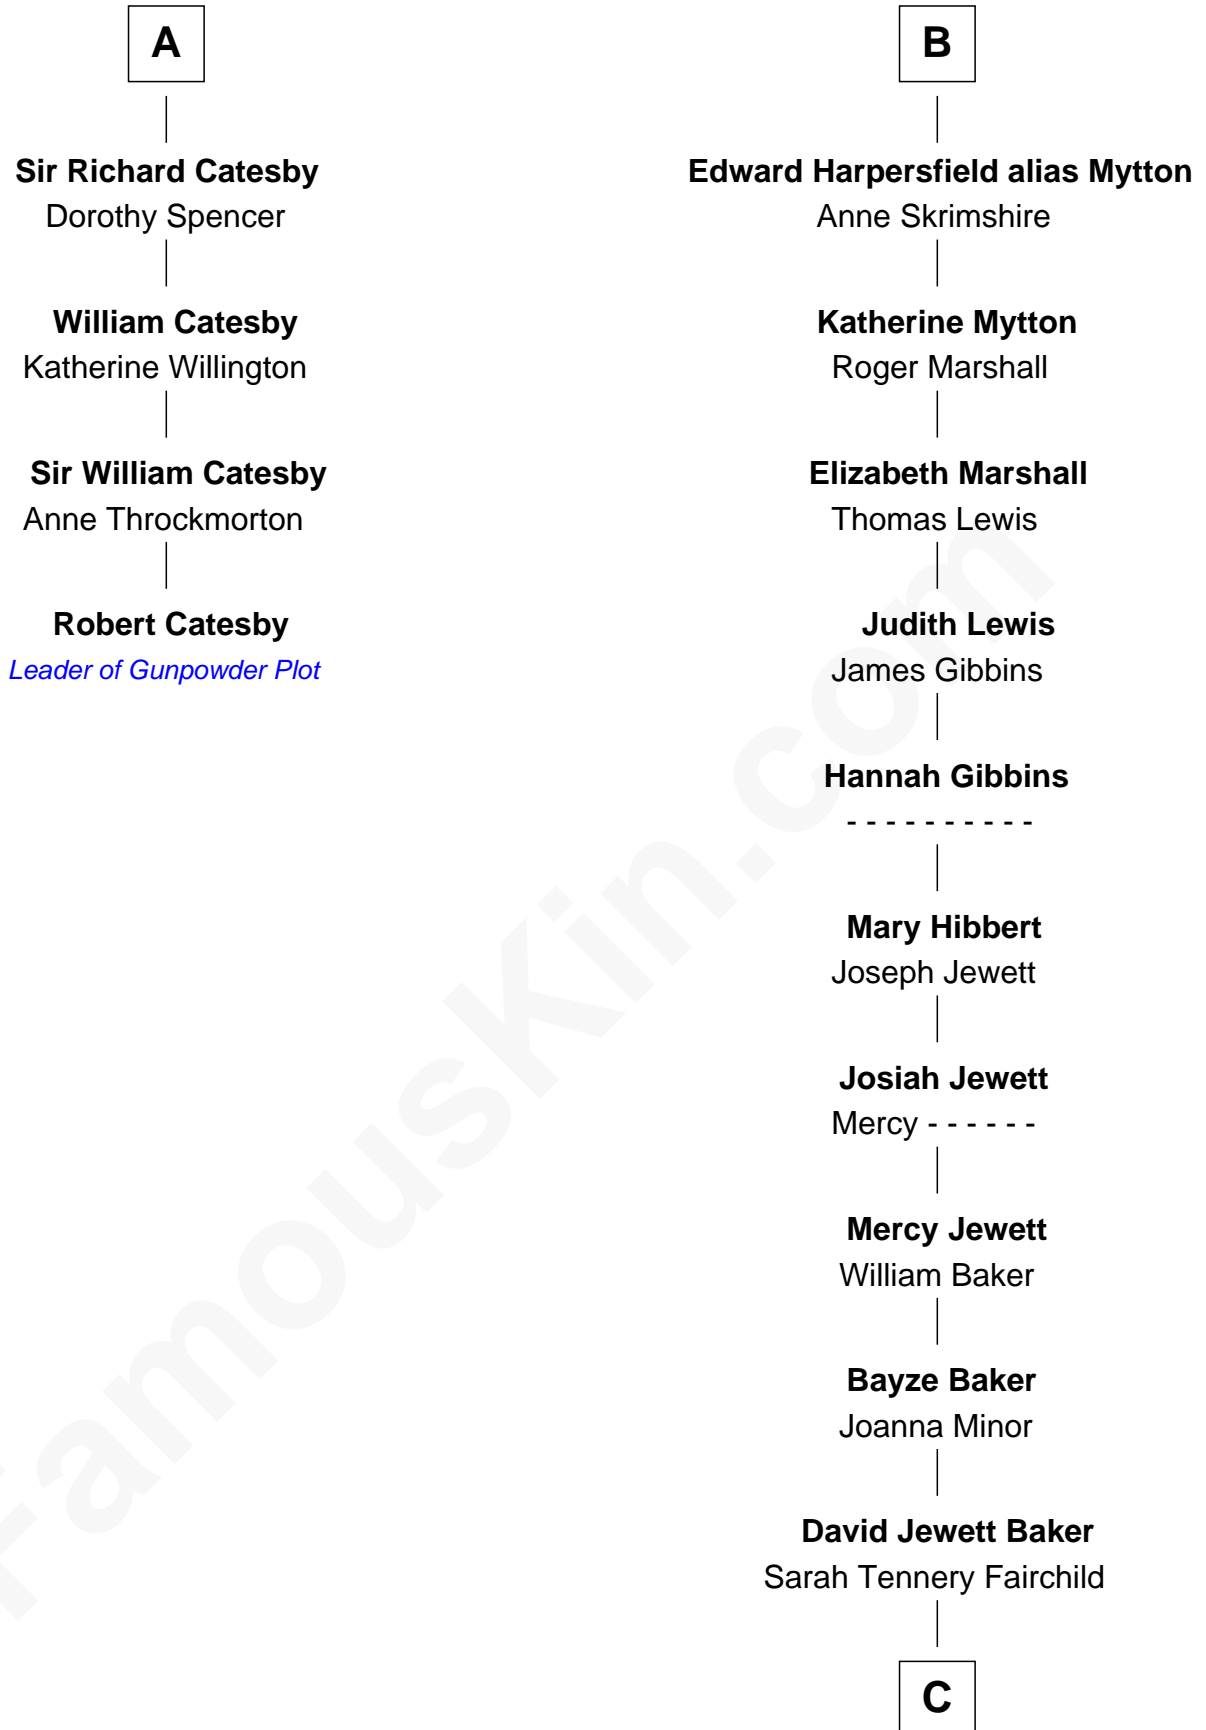 A
Sir Richard Catesby
Dorothy Spencer
William Catesby
Katherine Willington
Sir William Catesby
Anne Throckmorton
Robert Catesby
Leader of Gunpowder Plot
B
Edward Harpersfield alias Mytton
Anne Skrimshire
Katherine Mytton
Roger Marshall
Elizabeth Marshall
Thomas Lewis
Judith Lewis
James Gibbins
Hannah Gibbins
- - - - - - - - - -
Mary Hibbert
Joseph Jewett
Josiah Jewett
Mercy - - - - - -
Mercy Jewett
William Baker
Bayze Baker
Joanna Minor
David Jewett Baker
Sarah Tennery Fairchild
C
FamousKin.com